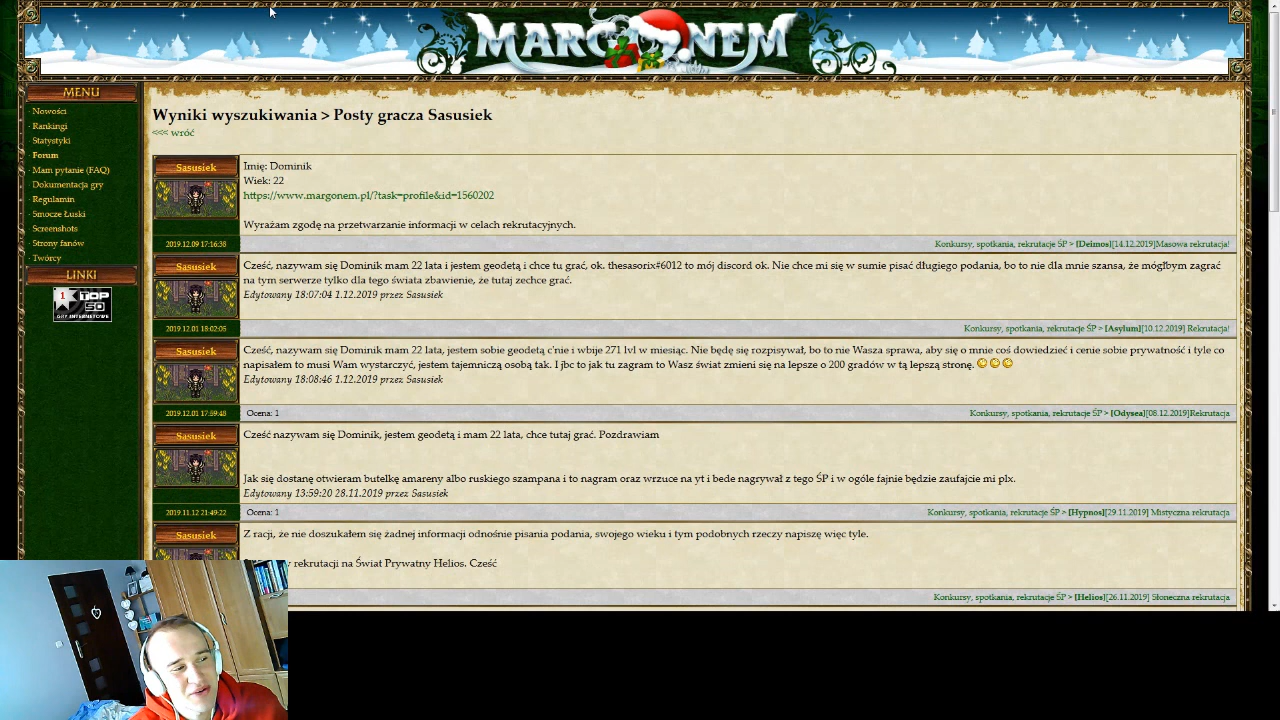 MARGONEM
MENU
· Nowości
· Rankingi
· Statystyki
· Forum
· Mam pytanie (FAQ)
· Dokumentacja gry
· Regulamin
· Smocze Łuski
· Screenshots
· Strony fanów
· Twórcy
LINKI
1 TOP 50
GRY INTERNETOWE
Wyniki wyszukiwania > Posty gracza Sasusiek
<<< wróć
Sasusiek
Imię: Dominik
Wiek: 22
https://www.margonem.pl/?task=profile&id=1560202
Wyrażam zgodę na przetwarzanie informacji w celach rekrutacyjnych.
2019.12.09 17:16:38
Konkursy, spotkania, rekrutacje ŚP > [Deimos][14.12.2019]Masowa rekrutacja!
Sasusiek
Cześć, nazywam się Dominik mam 22 lata i jestem geodetą i chce tu grać, ok. thesasorix#6012 to mój discord ok. Nie chce mi się w sumie pisać długiego podania, bo to nie dla mnie szansa, że mógłbym zagrać
na tym serwerze tylko dla tego świata zbawienie, że tutaj zechce grać.
Edytowany 18:07:04 1.12.2019 przez Sasusiek
2019.12.01 18:02:05
Konkursy, spotkania, rekrutacje ŚP > [Asylum][10.12.2019] Rekrutacja!
Sasusiek
Cześć, nazywam się Dominik mam 22 lata, jestem sobie geodetą c'nie i wbije 271 lvl w miesiąc. Nie będę się rozpisywał, bo to nie Wasza sprawa, aby się o mnie coś dowiedzieć i cenie sobie prywatność i tyle co
napisałem to musi Wam wystarczyć, jestem tajemniczą osobą tak. I jbc to jak tu zagram to Wasz świat zmieni się na lepsze o 200 gradów w tą lepszą stronę.
Edytowany 18:08:46 1.12.2019 przez Sasusiek
2019.12.01 17:59:48
Ocena: 1
Konkursy, spotkania, rekrutacje ŚP > [Odysea][08.12.2019]Rekrutacja
Sasusiek
Cześć nazywam się Dominik, jestem geodetą i mam 22 lata, chce tutaj grać. Pozdrawiam
Jak się dostanę otwieram butelkę amareny albo ruskiego szampana i to nagram oraz wrzuce na yt i bede nagrywał z tego ŚP i w ogóle fajnie będzie zaufajcie mi plx.
Edytowany 13:59:20 28.11.2019 przez Sasusiek
2019.11.12 21:49:22
Ocena: 1
Konkursy, spotkania, rekrutacje ŚP > [Hypnos][29.11.2019] Mistyczna rekrutacja
Sasusiek
Z racji, że nie doszukałem się żadnej informacji odnośnie pisania podania, swojego wieku i tym podobnych rzeczy napiszę więc tyle.
rekrutacji na Świat Prywatny Helios. Cześć
Konkursy, spotkania, rekrutacje ŚP > [Helios][26.11.2019] Słoneczna rekrutacja